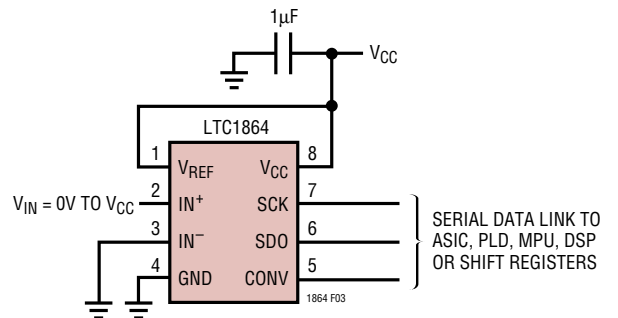 1µF
VCC
LTC1864
1 VREF VCC 8
VIN = 0V TO VCC 2 IN+ SCK 7
3 IN− SDO 6
4 GND CONV 5
SERIAL DATA LINK TO
ASIC, PLD, MPU, DSP
OR SHIFT REGISTERS
1864 F03